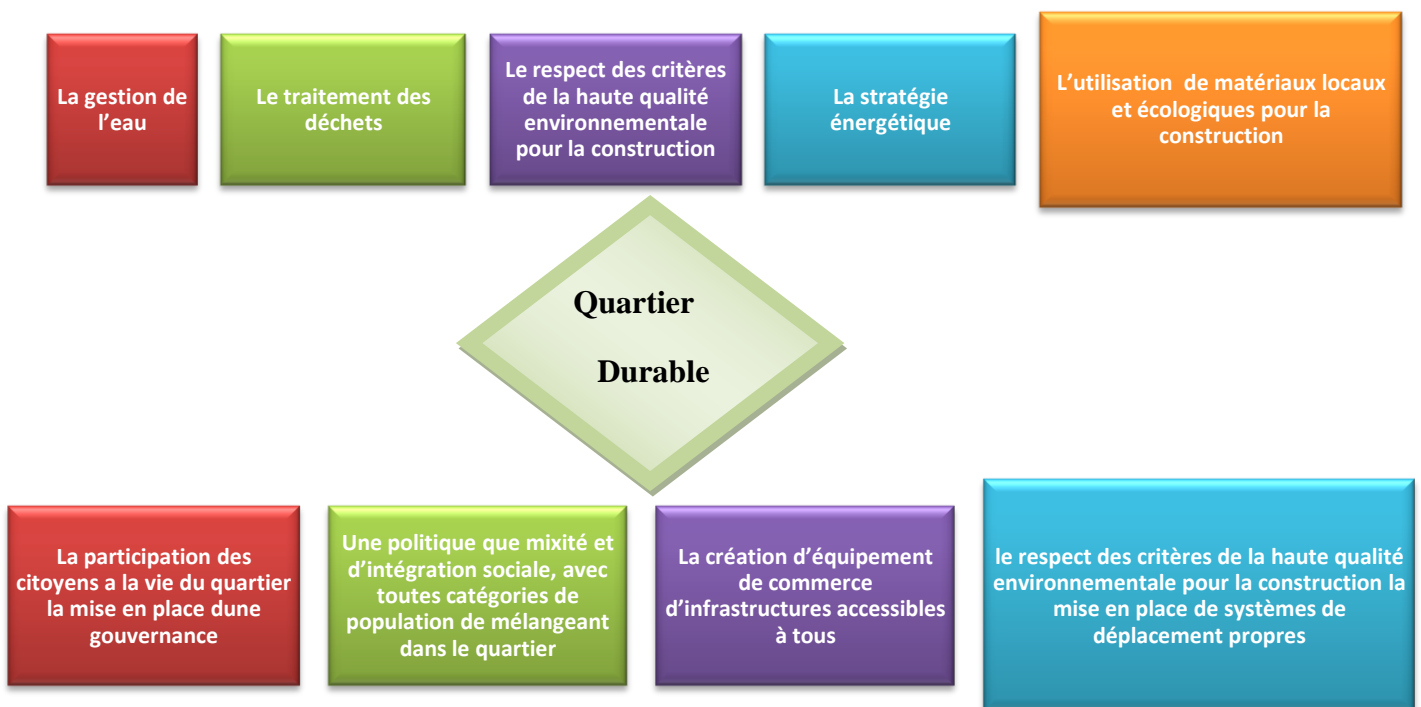 La gestion de
l’eau
Le traitement des
déchets
Le respect des critères
de la haute qualité
environnementale
pour la construction
La stratégie
énergétique
L’utilisation de matériaux locaux
et écologiques pour la
construction
Quartier
Durable
La participation des
citoyens a la vie du quartier
la mise en place dune
gouvernance
Une politique que mixité et
d’intégration sociale, avec
toutes catégories de
population de mélangeant
dans le quartier
La création d’équipement
de commerce
d’infrastructures accessibles
à tous
le respect des critères de la haute qualité
environnementale pour la construction la
mise en place de systèmes de
déplacement propres